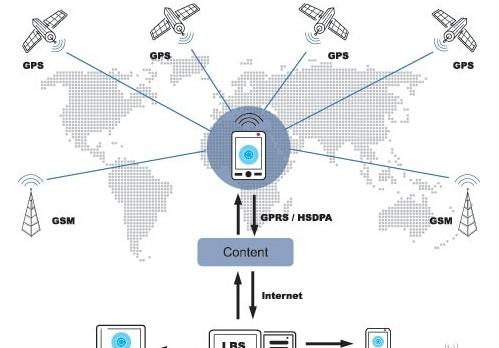 GPS
GPS
GPS
GPS
GSM
GSM
GPRS / HSDPA
Content
Internet
LBS